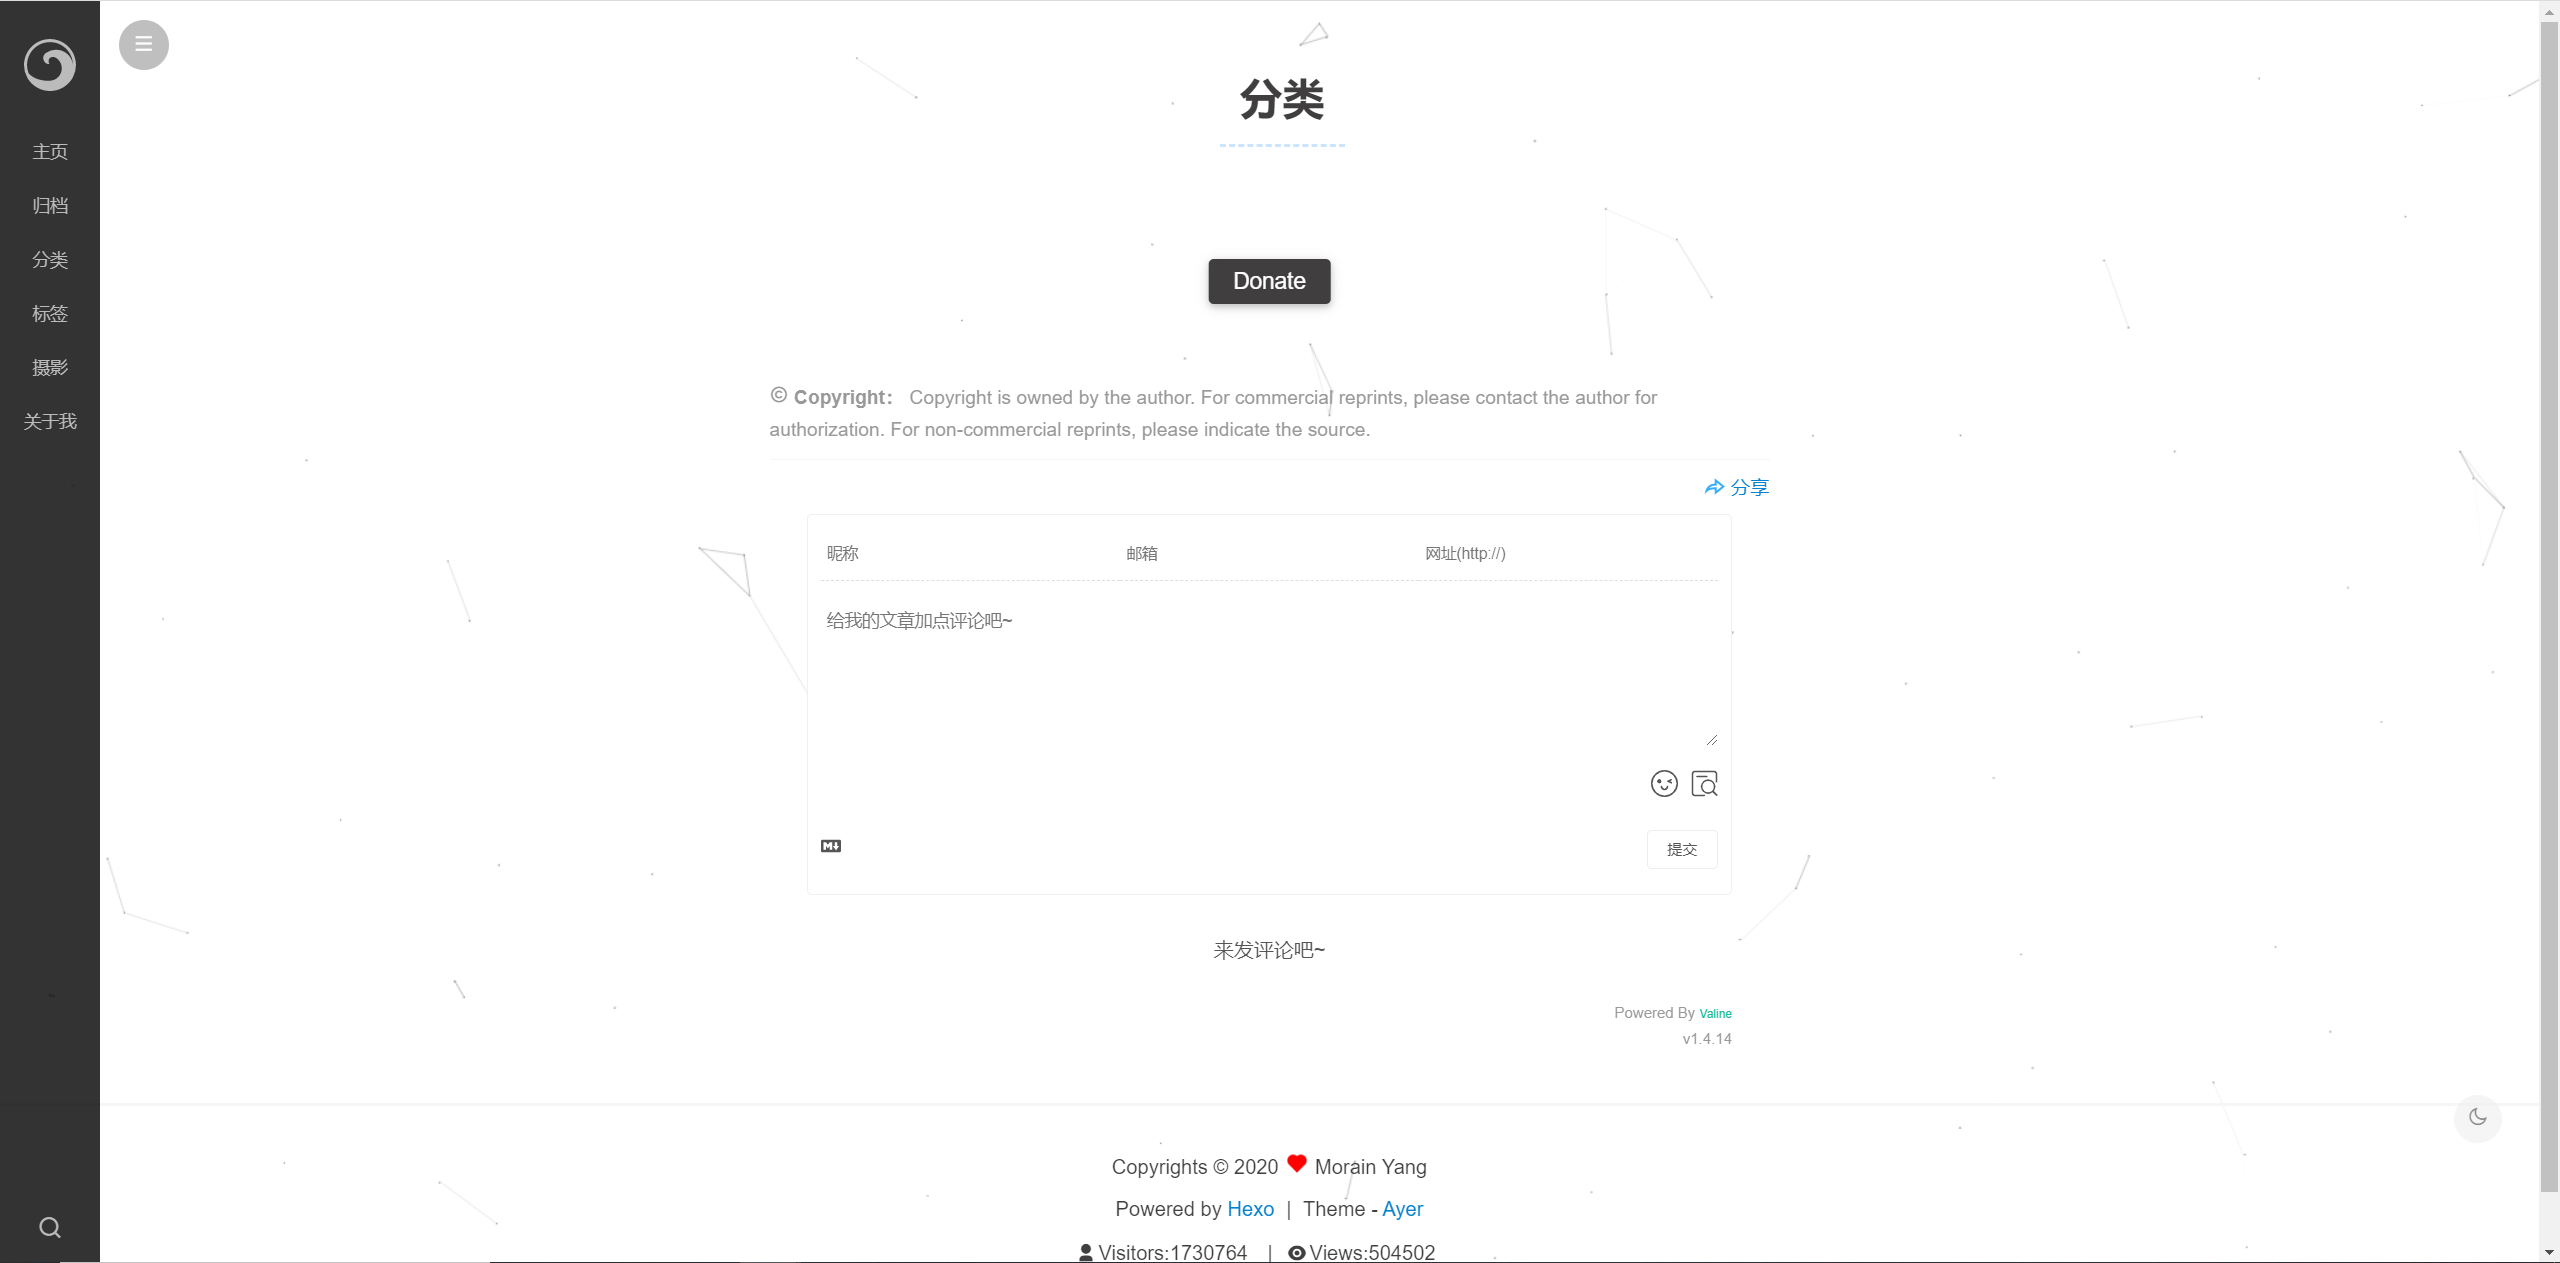 主页
归档
分类
标签
摄影
关于我
分类
Donate
© Copyright： Copyright is owned by the author. For commercial reprints, please contact the author for
authorization. For non-commercial reprints, please indicate the source.
分享
昵称 邮箱 网址(http://)
给我的文章加点评论吧~
M
提交
来发评论吧~
Powered By Valine
v1.4.14
Copyrights © 2020 Morain Yang
Powered by Hexo | Theme - Ayer
Visitors:1730764 | Views:504502